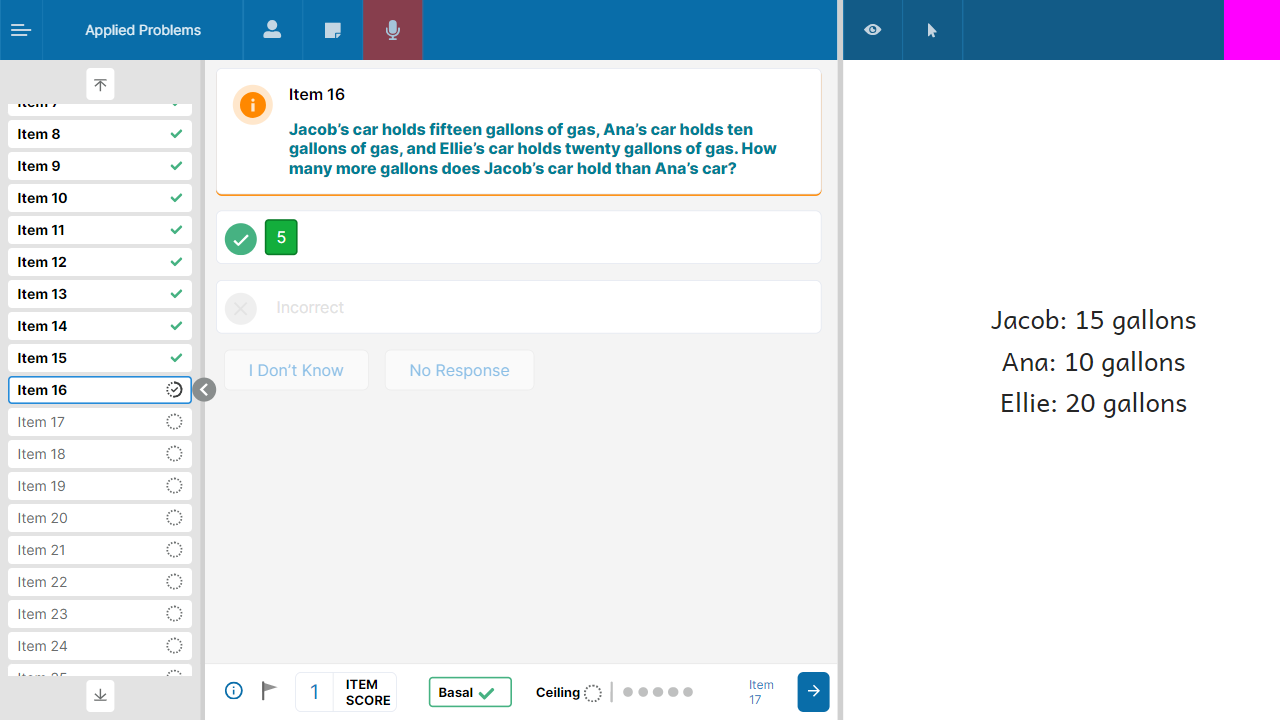 Applied Problems
Item 7
Item 8
Item 9
Item 10
Item 11
Item 12
Item 13
Item 14
Item 15
Item 16
Item 17
Item 18
Item 19
Item 20
Item 21
Item 22
Item 23
Item 24
Item 25
Item 16
Jacob’s car holds fifteen gallons of gas, Ana’s car holds ten
gallons of gas, and Ellie’s car holds twenty gallons of gas. How
many more gallons does Jacob’s car hold than Ana’s car?
5
Incorrect
I Don’t Know
No Response
1
ITEM
SCORE
Basal
Ceiling
Item
17
Jacob: 15 gallons
Ana: 10 gallons
Ellie: 20 gallons